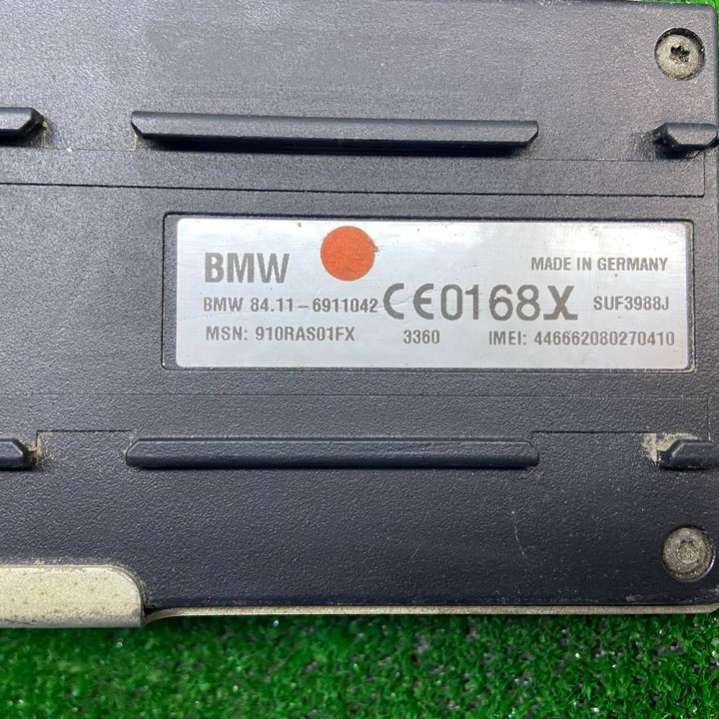 BMW MADE IN GERMANY
BMW 84.11-6911042 CE0168X SUF3988J
MSN: 910RAS01FX 3360 IMEI: 446662080270410